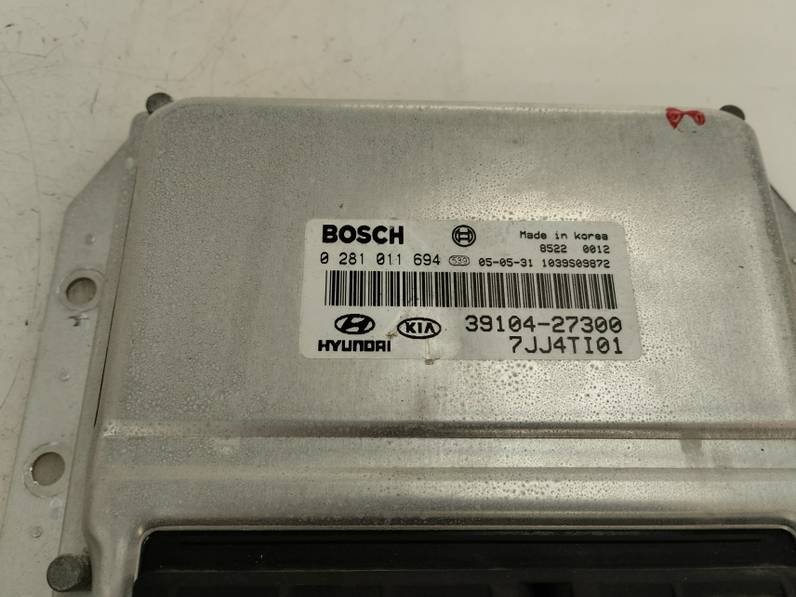 BOSCH Made in korea
8522 0012
0 281 011 694 530 05-05-31 1039S09872
HYUNDAI KIA 39104-27300
7JJ4TI01